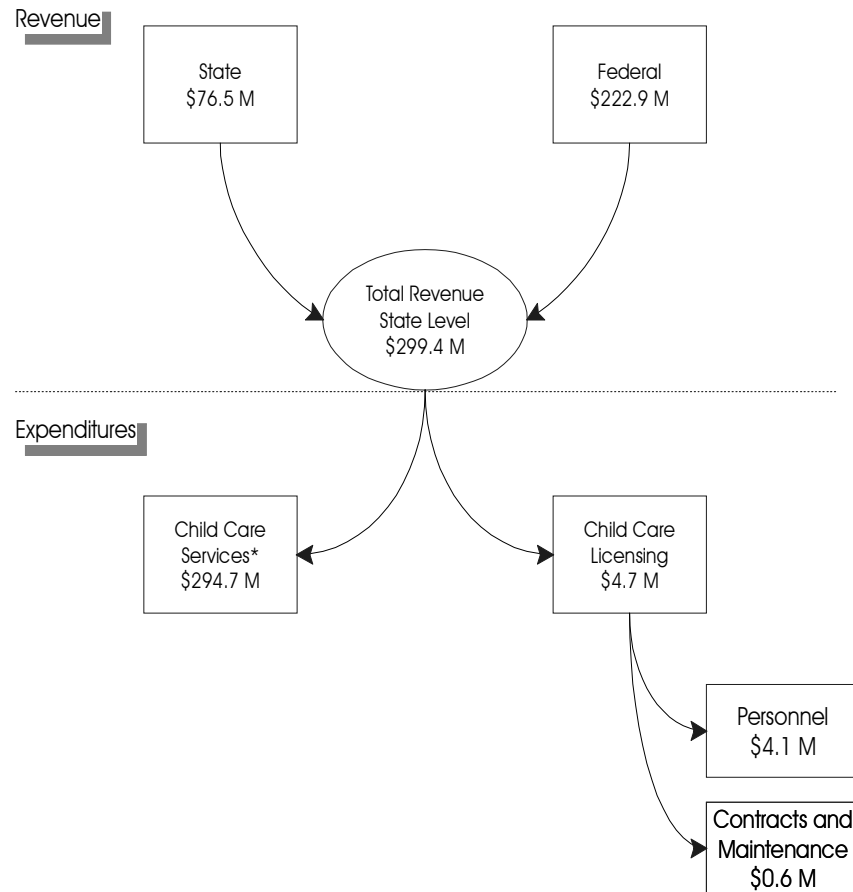 Revenue
State
$76.5 M
Federal
$222.9 M
Total Revenue
State Level
$299.4 M
Expenditures
Child Care
Services*
$294.7 M
Child Care
Licensing
$4.7 M
Personnel
$4.1 M
Contracts and
Maintenance
$0.6 M